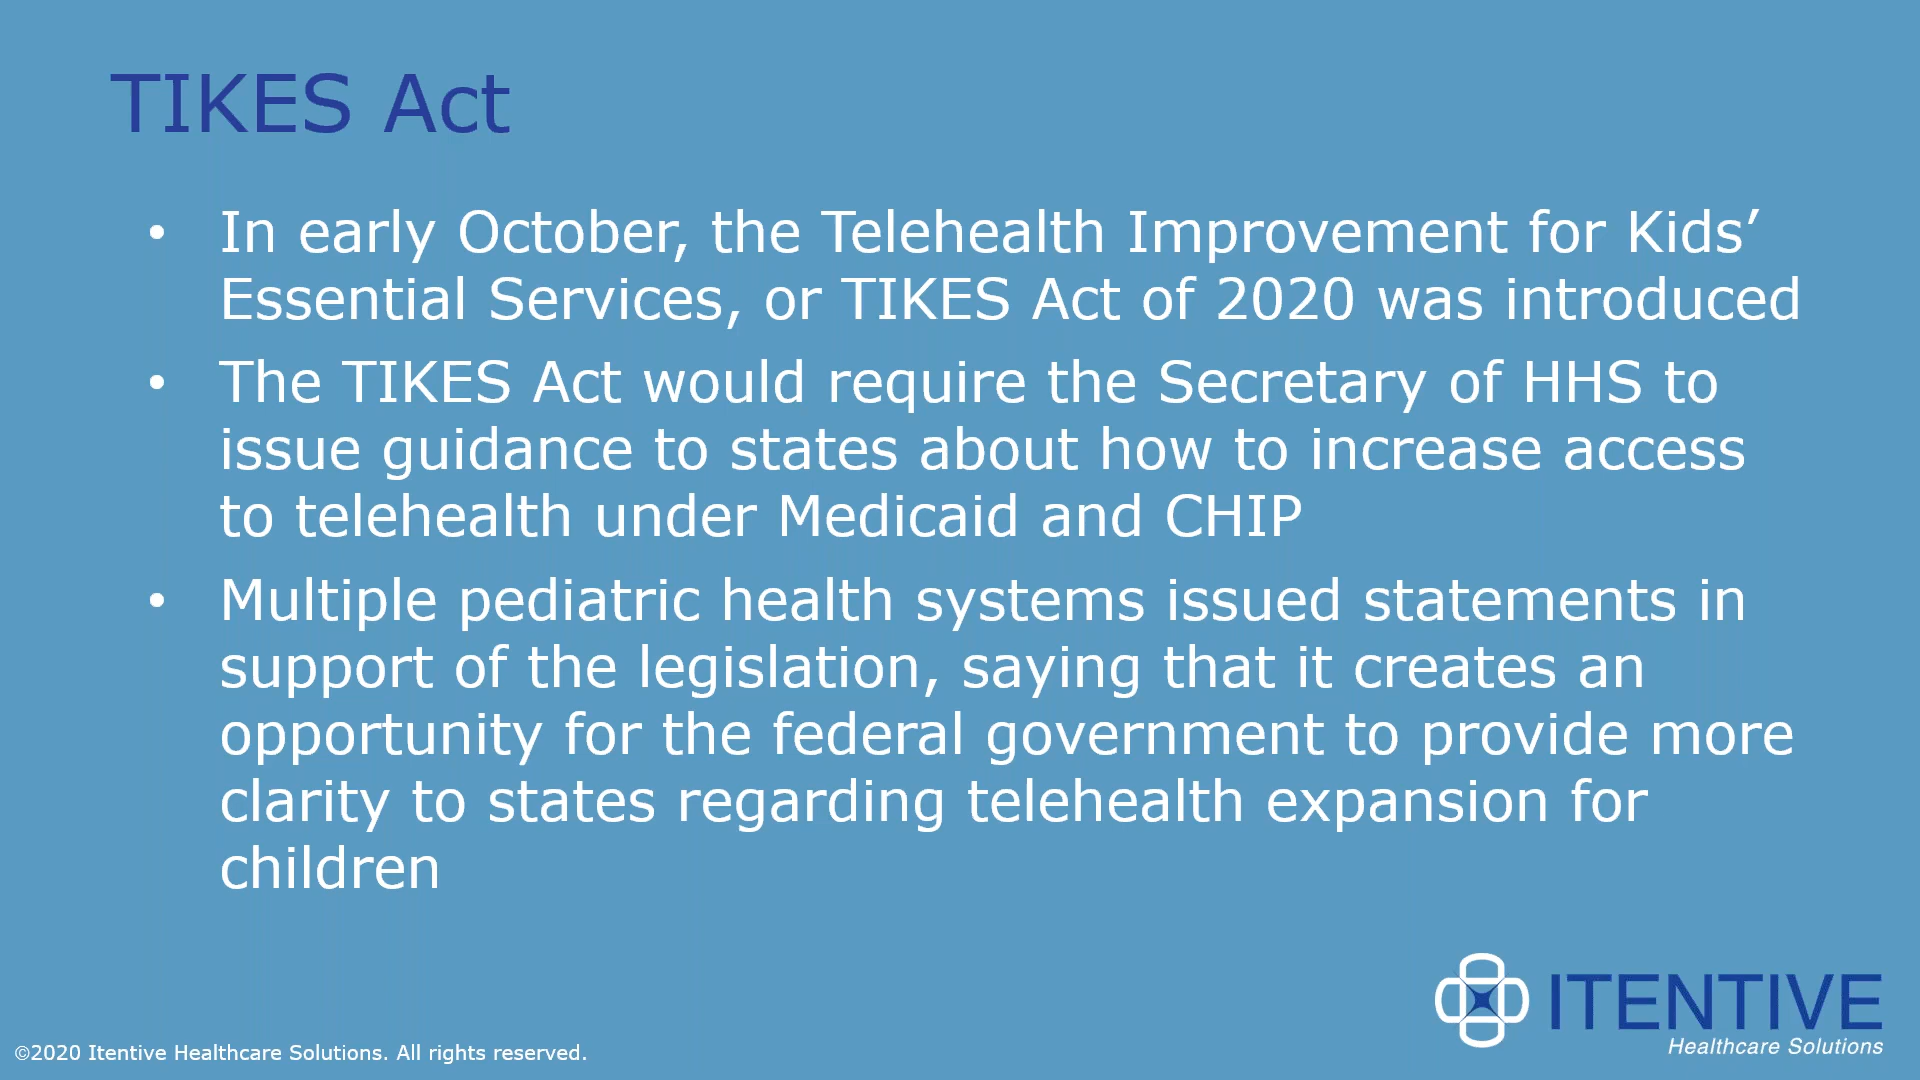 TIKES Act
• In early October, the Telehealth Improvement for Kids’
Essential Services, or TIKES Act of 2020 was introduced
• The TIKES Act would require the Secretary of HHS to
issue guidance to states about how to increase access
to telehealth under Medicaid and CHIP
• Multiple pediatric health systems issued statements in
support of the legislation, saying that it creates an
opportunity for the federal government to provide more
clarity to states regarding telehealth expansion for
children
ITENTIVE
Healthcare Solutions
©2020 Itentive Healthcare Solutions. All rights reserved.